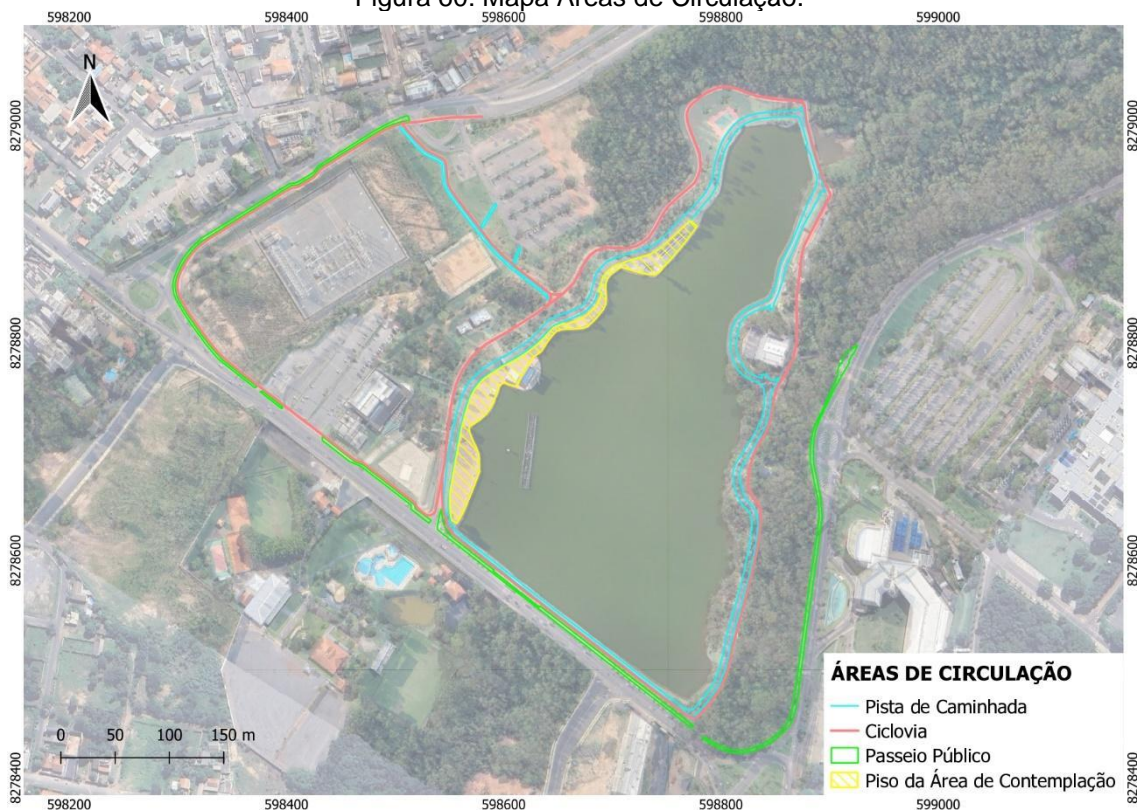 Figura 60: Mapa Áreas de Circulação.
598200 598400 598600 598800 599000
N
8279000 8279000
8278800 8278800
8278600 8278600
ÁREAS DE CIRCULAÇÃO
Pista de Caminhada
Ciclovia
Passeio Público
Piso da Área de Contemplação
0 50 100 150 m
8278400 8278400
598200 598400 598600 598800 599000